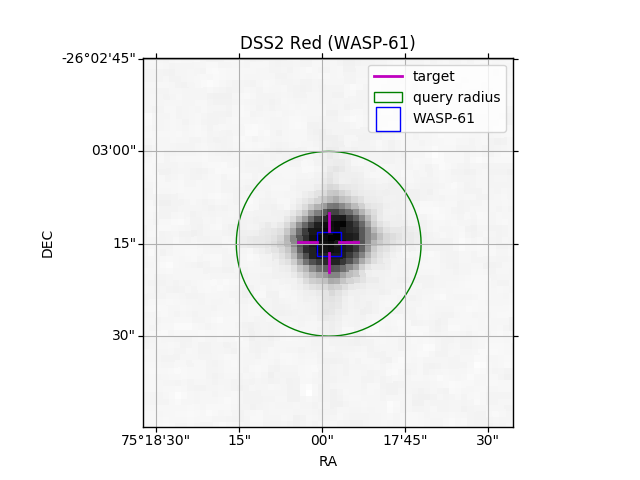 DSS2 Red (WASP-61)
-26°02'45"
target
query radius
WASP-61
03'00"
15"
30"
DEC
75°18'30" 15" 00" 17'45" 30"
RA